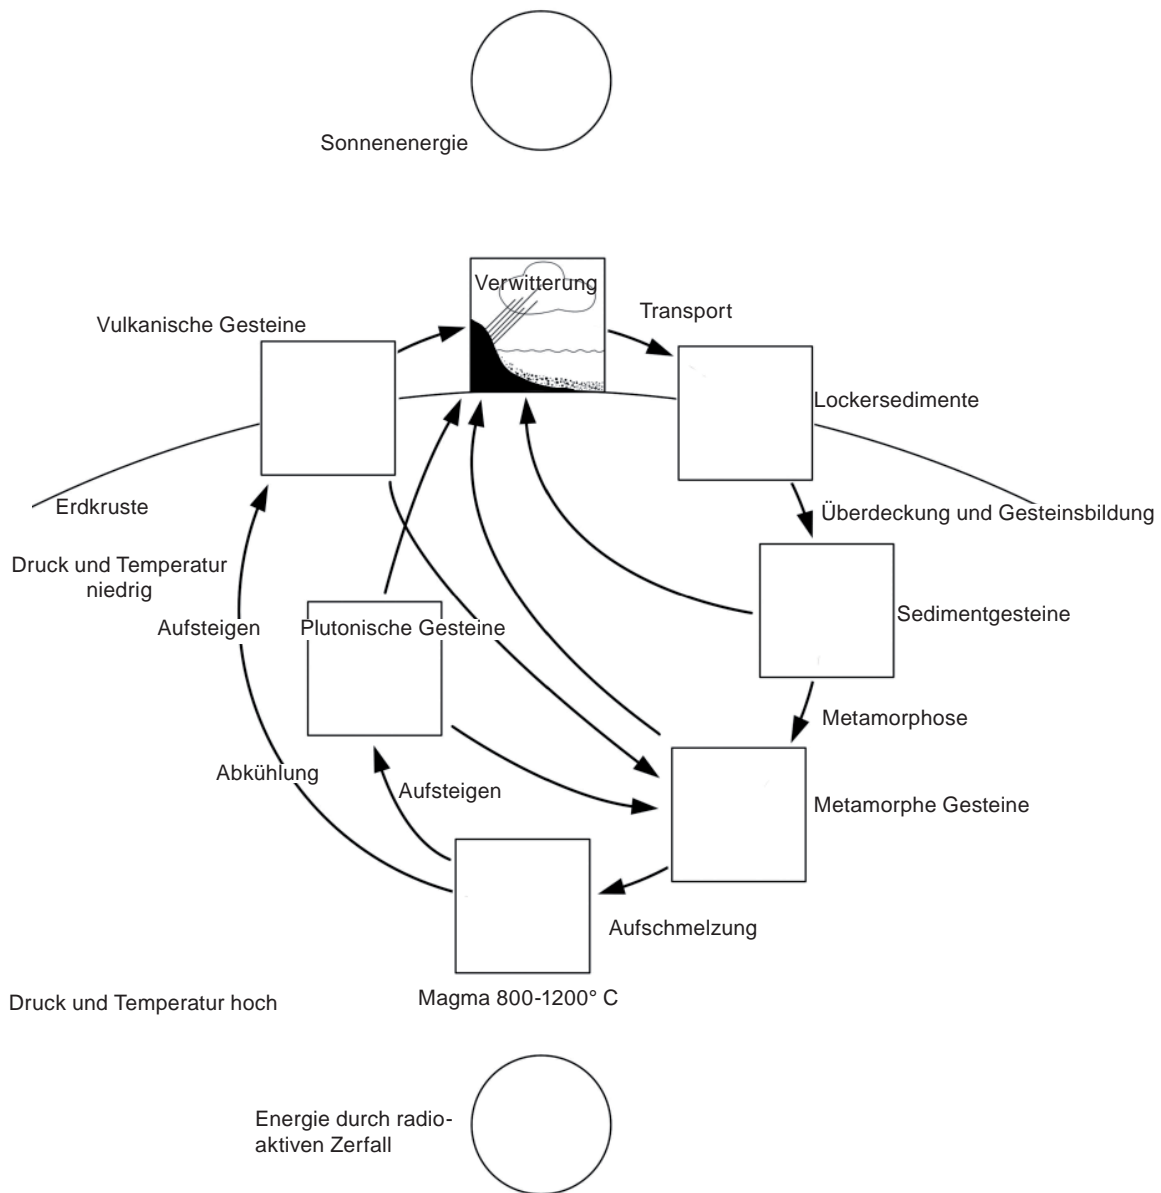 Sonnenenergie
Verwitterung
Transport
Vulkanische Gesteine
Lockersedimente
Erdkruste
Überdeckung und Gesteinsbildung
Druck und Temperatur
niedrig
Aufsteigen
Plutonische Gesteine
Sedimentgesteine
Metamorphose
Abkühlung
Aufsteigen
Metamorphe Gesteine
Aufschmelzung
Druck und Temperatur hoch
Magma 800-1200° C
Energie durch radio-
aktiven Zerfall